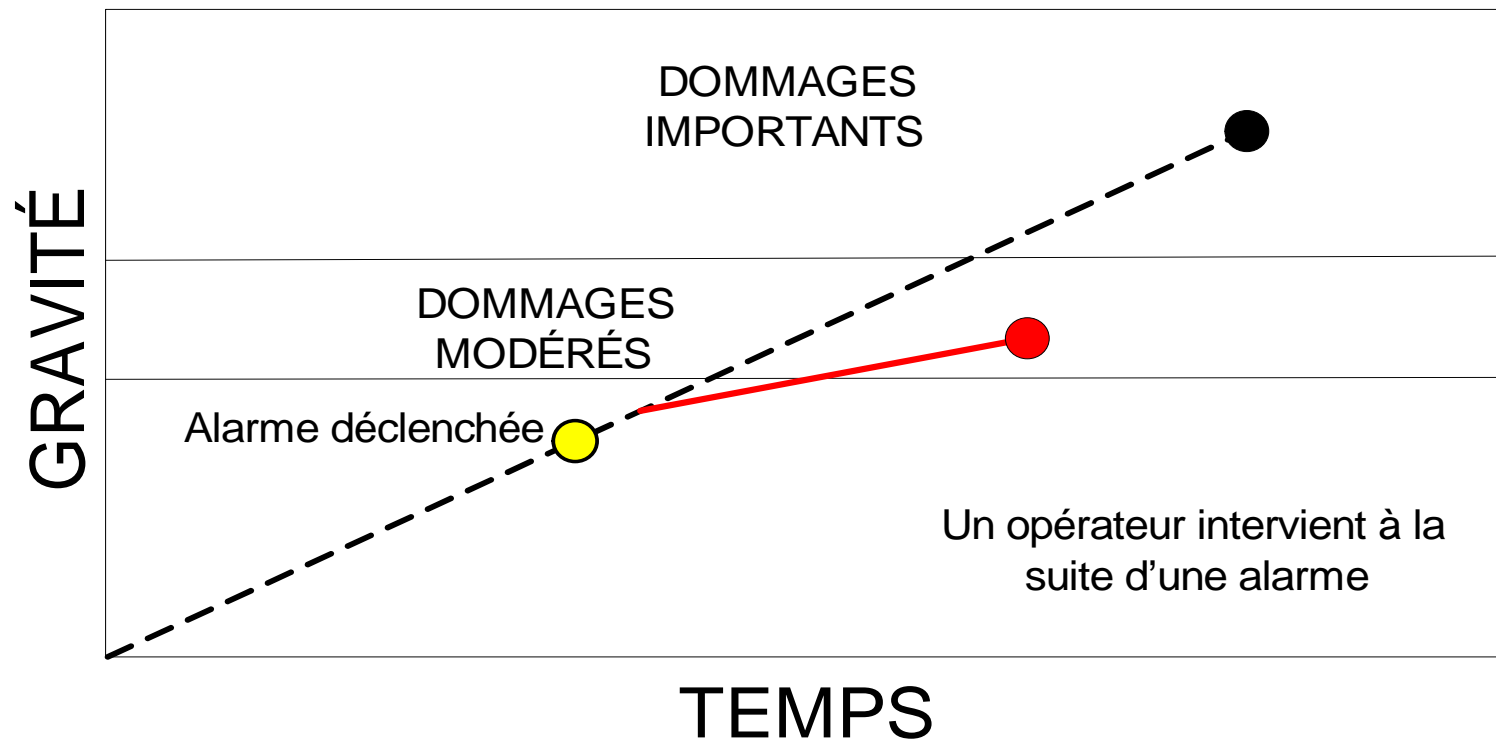 DOMMAGES
IMPORTANTS
GRAVITÉ
DOMMAGES
MODÉRÉS
Alarme déclenchée
Un opérateur intervient à la
suite d’une alarme
TEMPS